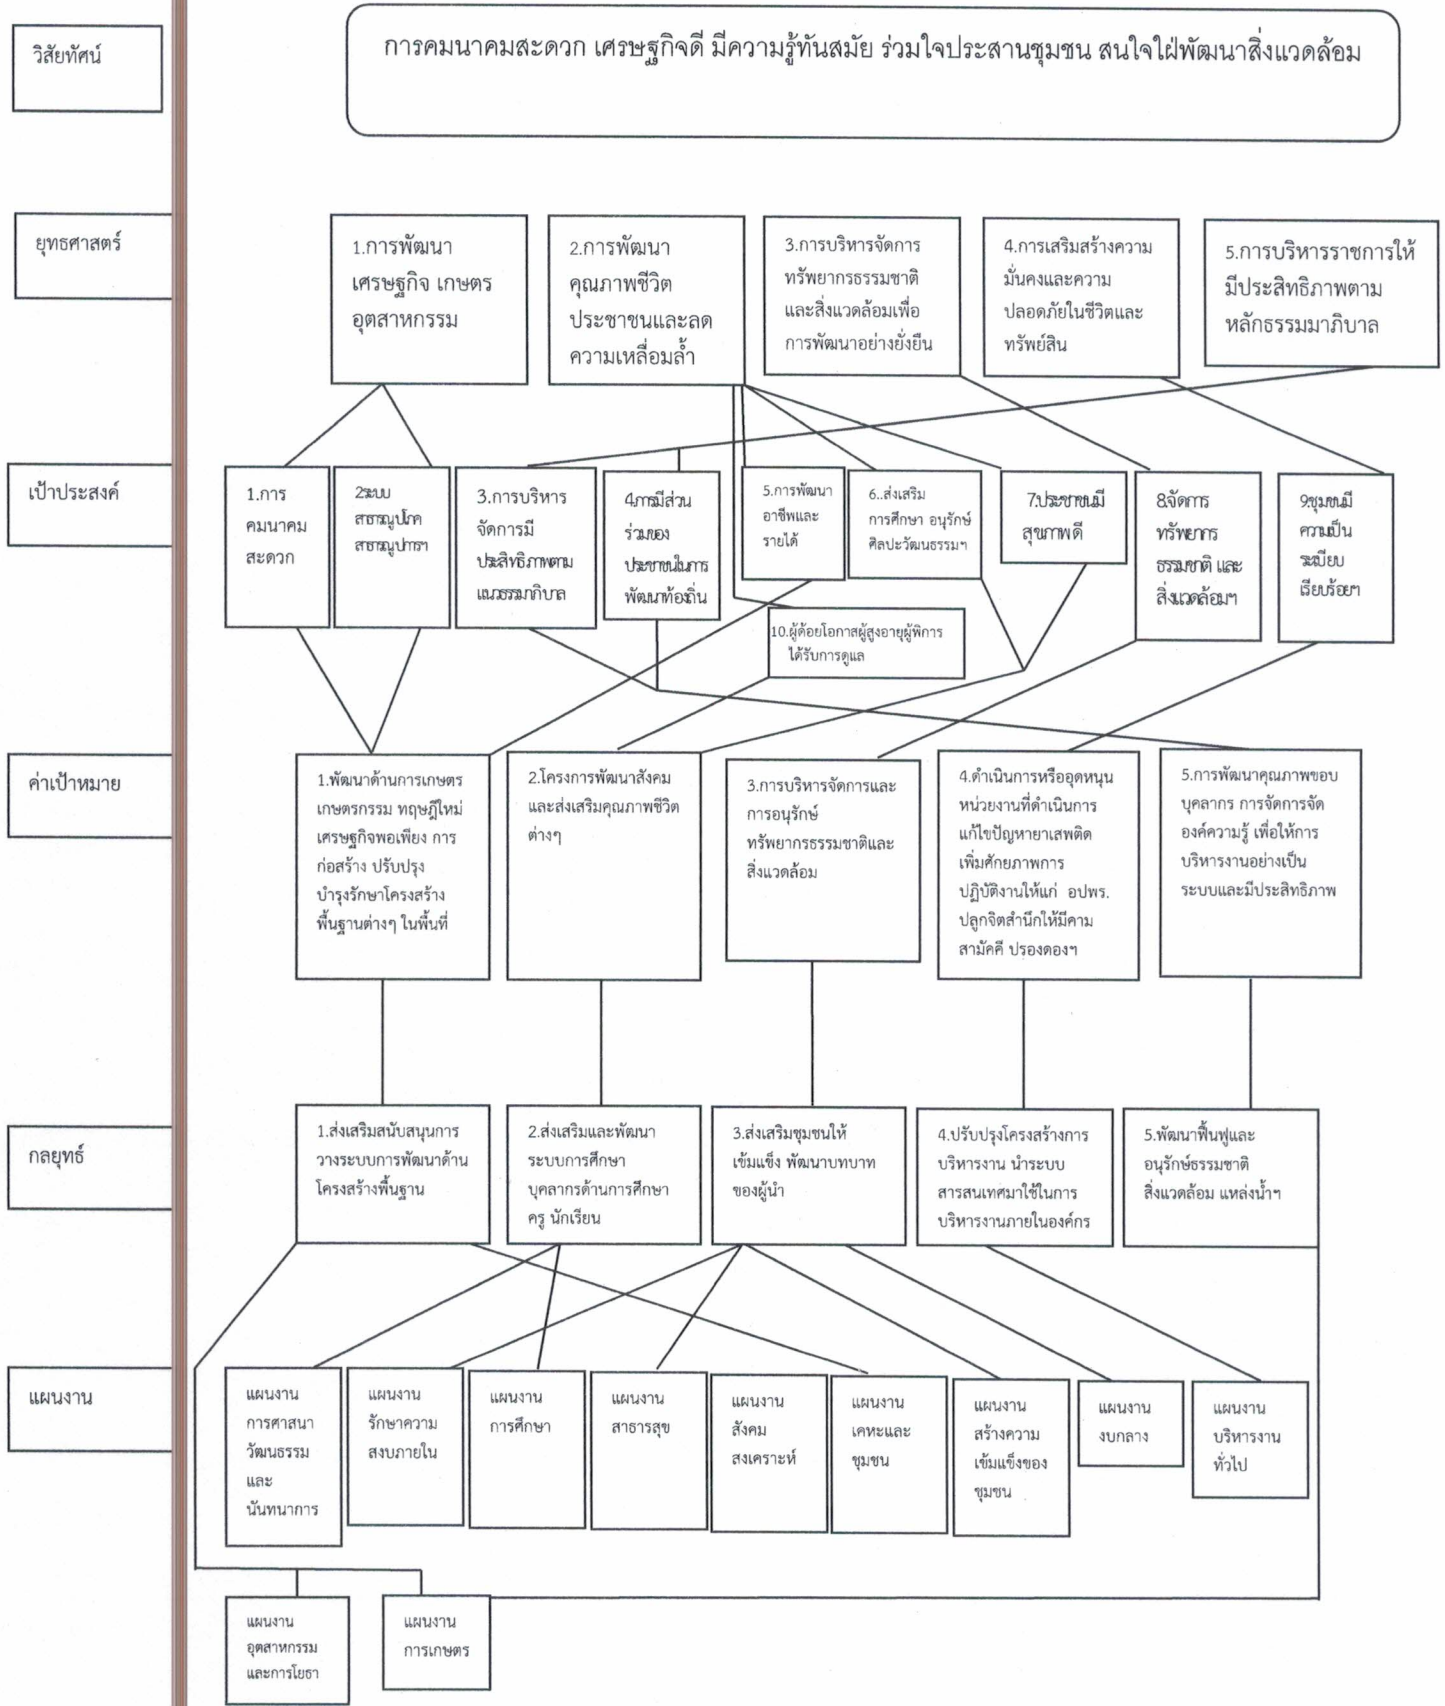 วิสัยทัศน์
การคมนาคมสะดวก เศรษฐกิจดี มีความรู้ทันสมัย ร่วมใจประสานชุมชน สนใจใฝ่พัฒนาสิ่งแวดล้อม
ยุทธศาสตร์
1.การพัฒนา
เศรษฐกิจ เกษตร
อุตสาหกรรม
2.การพัฒนา
คุณภาพชีวิต
ประชาชนและลด
ความเหลื่อมล้ำ
3.การบริหารจัดการ
ทรัพยากรธรรมชาติ
และสิ่งแวดล้อมเพื่อ
การพัฒนาอย่างยั่งยืน
4.การเสริมสร้างความ
มั่นคงและความ
ปลอดภัยในชีวิตและ
ทรัพย์สิน
5.การบริหารราชการให้
มีประสิทธิภาพตาม
หลักธรรมมาภิบาล
เป้าประสงค์
1.การ
คมนาคม
สะดวก
2.ระบบ
สาธารณูปโภค
สาธารณูปการฯ
3.การบริหาร
จัดการมี
ประสิทธิภาพตาม
แนวธรรมาภิบาล
4.การมีส่วน
ร่วมของ
ประชาชนในการ
พัฒนาท้องถิ่น
5.การพัฒนา
อาชีพและ
รายได้
6..ส่งเสริม
การศึกษา อนุรักษ์
ศิลปะวัฒนธรรมฯ
7.ประชาชนมี
สุขภาพดี
8.จัดการ
ทรัพยากร
ธรรมชาติ และ
สิ่งแวดล้อมฯ
9.ชุมชนมี
ความเป็น
ระเบียบ
เรียบร้อยฯ
10.ผู้ด้อยโอกาสผู้สูงอายุผู้พิการ
ได้รับการดูแล
ค่าเป้าหมาย
1.พัฒนาด้านการเกษตร
เกษตรกรรม ทฤษฎีใหม่
เศรษฐกิจพอเพียง การ
ก่อสร้าง ปรับปรุง
บำรุงรักษาโครงสร้าง
พื้นฐานต่างๆ ในพื้นที่
2.โครงการพัฒนาสังคม
และส่งเสริมคุณภาพชีวิต
ต่างๆ
3.การบริหารจัดการและ
การอนุรักษ์
ทรัพยากรธรรมชาติและ
สิ่งแวดล้อม
4.ดำเนินการหรืออุดหนุน
หน่วยงานที่ดำเนินการ
แก้ไขปัญหายาเสพติด
เพิ่มศักยภาพการ
ปฏิบัติงานให้แก่ อปพร.
ปลูกจิตสำนึกให้มีคาม
สามัคคี ปรองดองฯ
5.การพัฒนาคุณภาพขอบ
บุคลากร การจัดการจัด
องค์ความรู้ เพื่อให้การ
บริหารงานอย่างเป็น
ระบบและมีประสิทธิภาพ
กลยุทธ์
1.ส่งเสริมสนับสนุนการ
วางระบบการพัฒนาด้าน
โครงสร้างพื้นฐาน
2.ส่งเสริมและพัฒนา
ระบบการศึกษา
บุคลากรด้านการศึกษา
ครู นักเรียน
3.ส่งเสริมชุมชนให้
เข้มแข็ง พัฒนาบทบาท
ของผู้นำ
4.ปรับปรุงโครงสร้างการ
บริหารงาน นำระบบ
สารสนเทศมาใช้ในการ
บริหารงานภายในองค์กร
5.พัฒนาฟื้นฟูและ
อนุรักษ์ธรรมชาติ
สิ่งแวดล้อม แหล่งน้ำฯ
แผนงาน
แผนงาน
การศาสนา
วัฒนธรรม
และ
นันทนาการ
แผนงาน
รักษาความ
สงบภายใน
แผนงาน
การศึกษา
แผนงาน
สาธารสุข
แผนงาน
สังคม
สงเคราะห์
แผนงาน
เคหะและ
ชุมชน
แผนงาน
สร้างความ
เข้มแข็งของ
ชุมชน
แผนงาน
งบกลาง
แผนงาน
บริหารงาน
ทั่วไป
แผนงาน
อุตสาหกรรม
และการโยธา
แผนงาน
การเกษตร